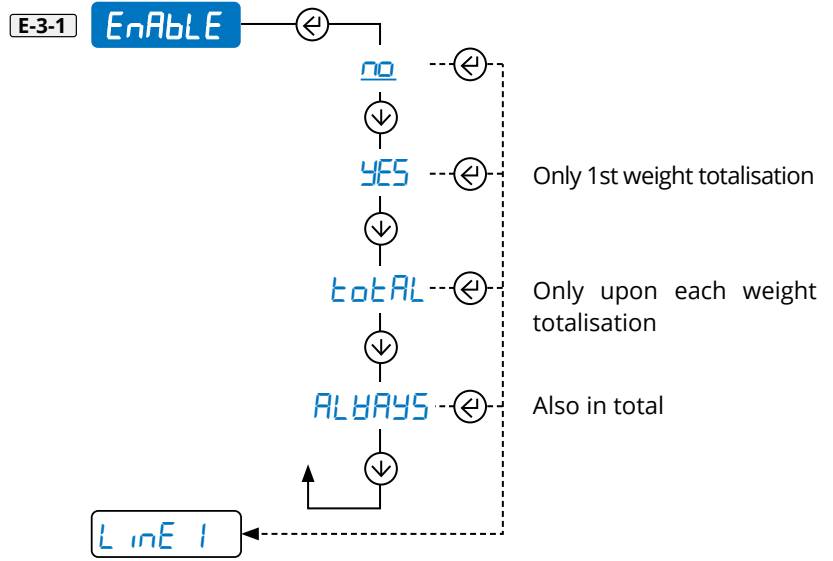 E-3-1 EnAbLE
no
YES Only 1st weight totalisation
totAL Only upon each weight
totalisation
ALWAYS Also in total
LinE 1